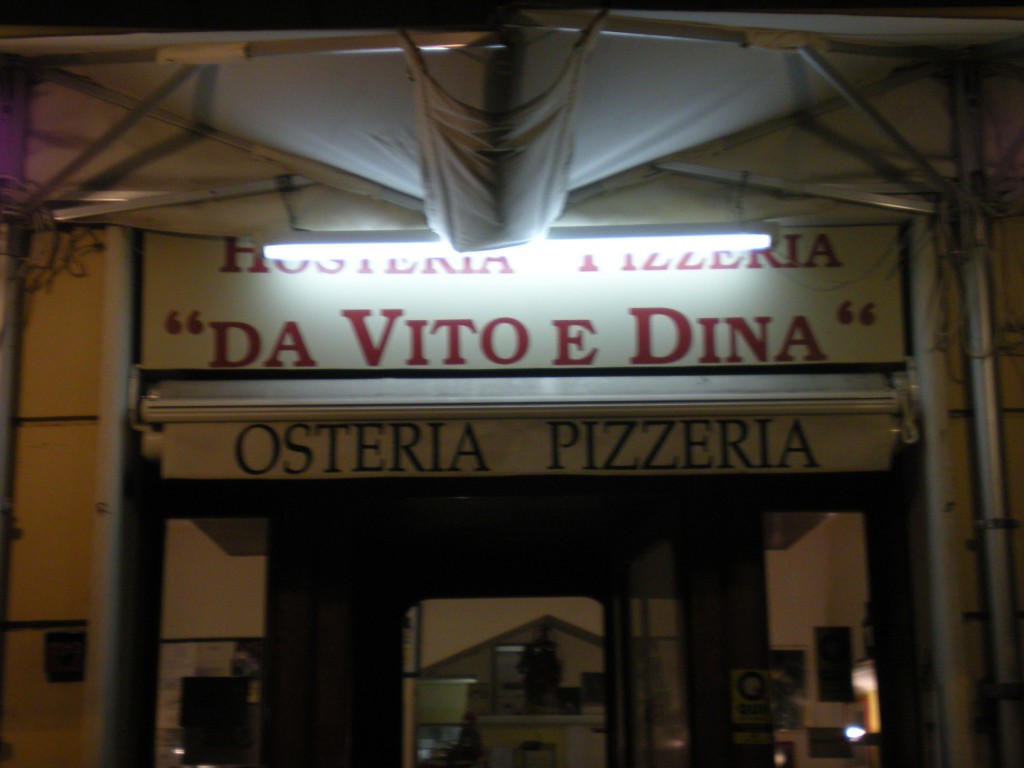 HOSTERIA PIZZERIA
“DA VITO E DINA“
OSTERIA PIZZERIA